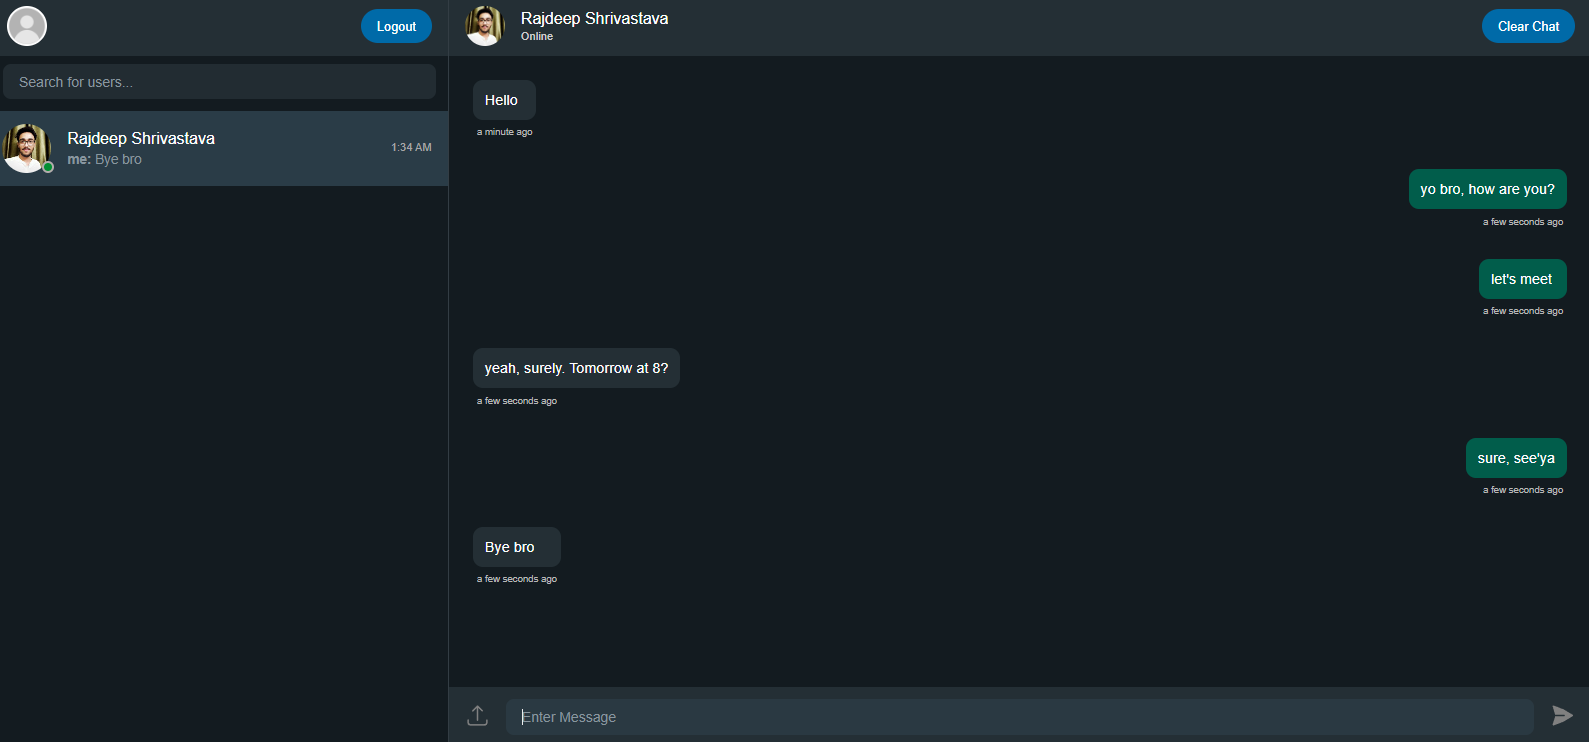 Logout
Search for users...
Rajdeep Shrivastava
me: Bye bro
1:34 AM
Rajdeep Shrivastava
Online
Clear Chat
Hello
a minute ago
yo bro, how are you?
a few seconds ago
let's meet
a few seconds ago
yeah, surely. Tomorrow at 8?
a few seconds ago
sure, see'ya
a few seconds ago
Bye bro
a few seconds ago
Enter Message